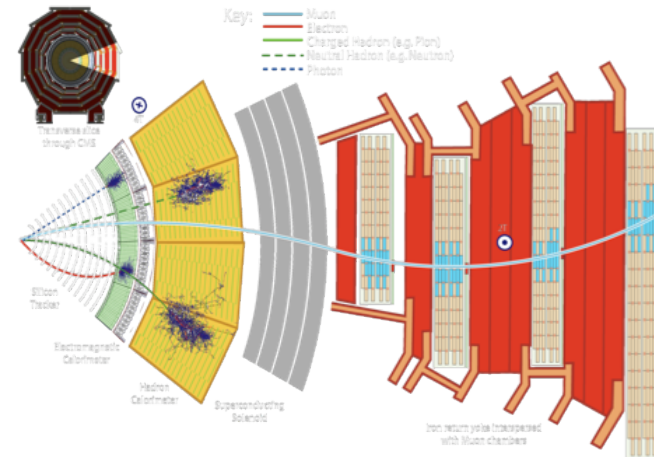 Key:
Muon
Electron
Charged Hadron (e.g. Pion)
Neutral Hadron (e.g. Neutron)
Photon
Transverse slice
through CMS
Silicon
Tracker
Electromagnetic
Calorimeter
Hadron
Calorimeter
Superconducting
Solenoid
Iron return yoke interspersed
with Muon chambers